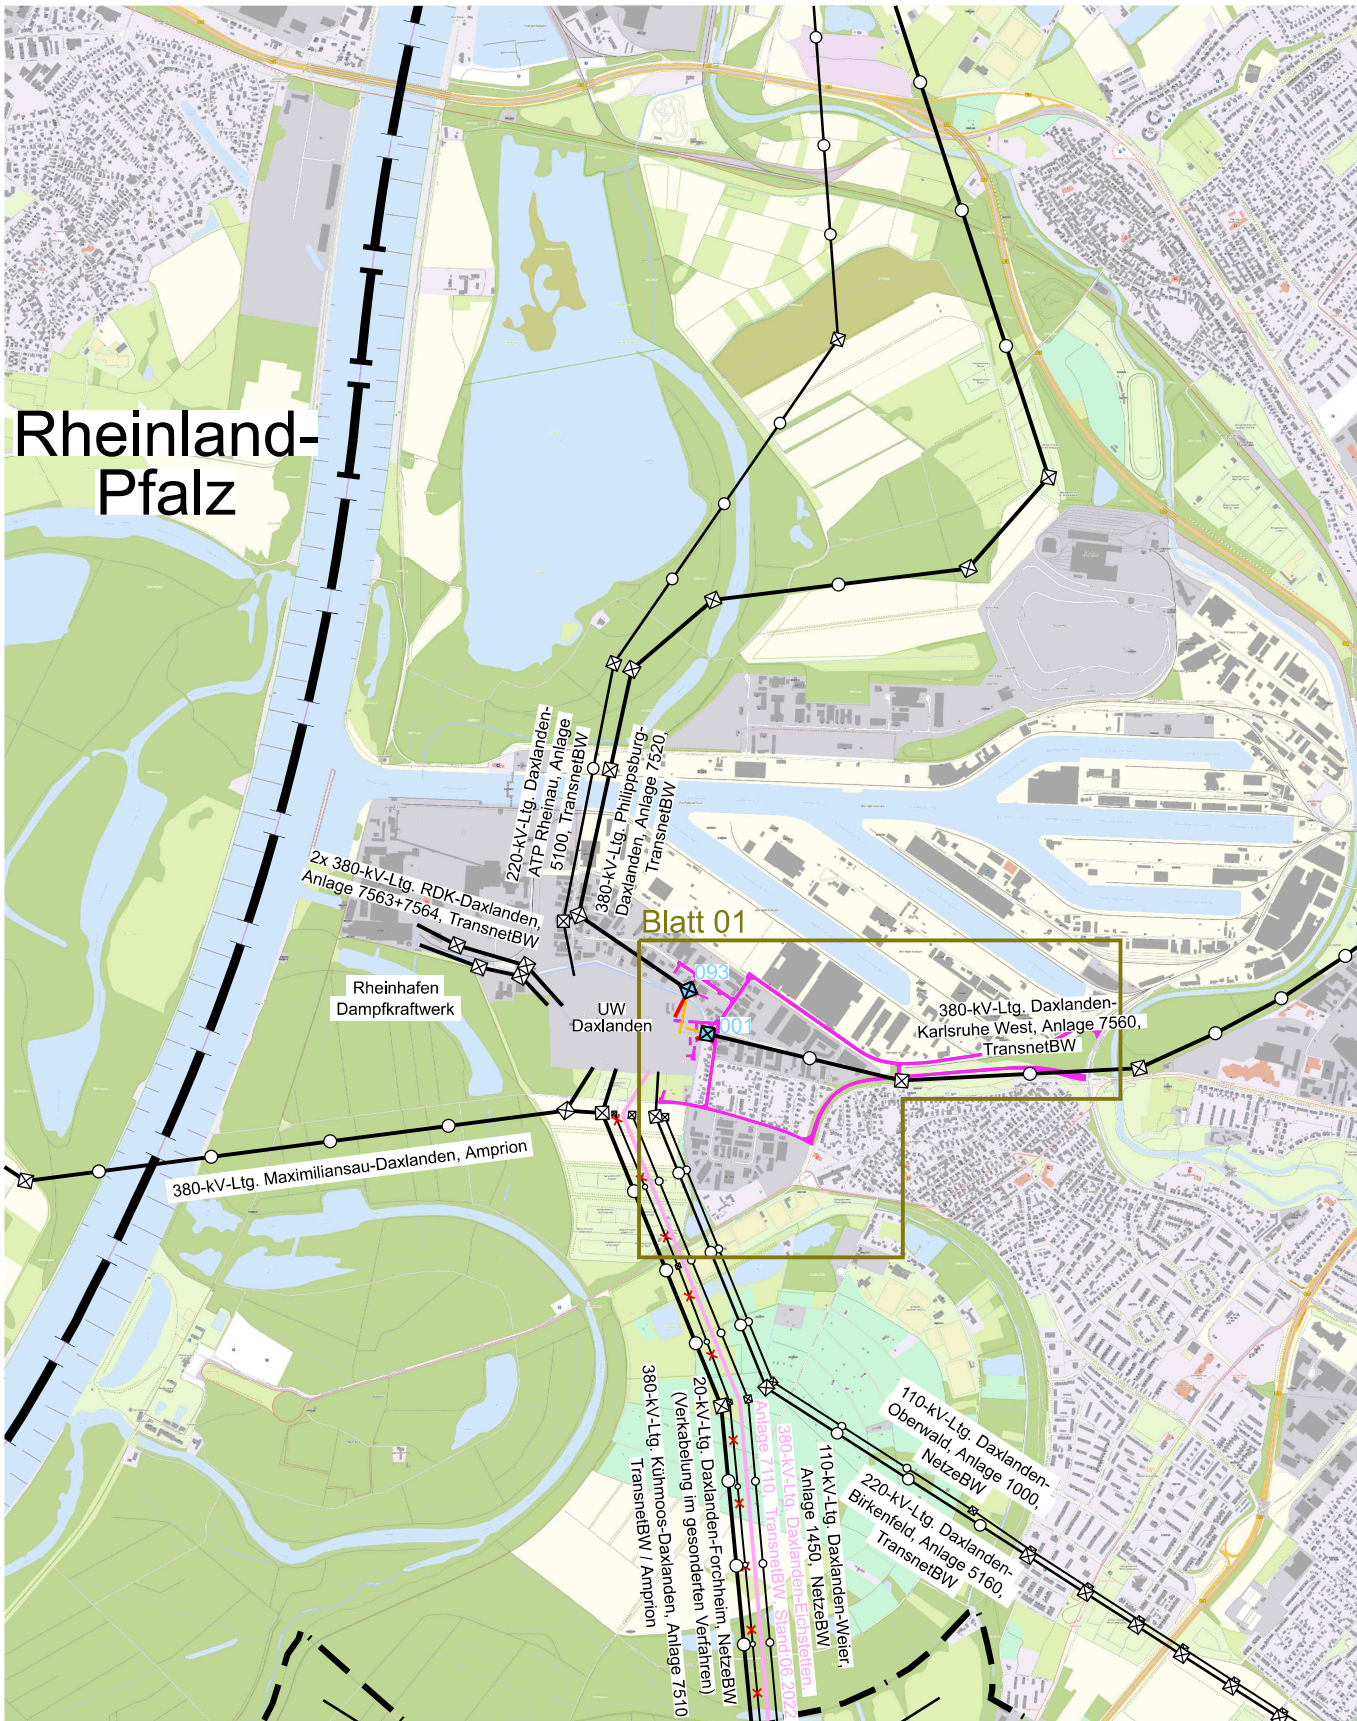 Rheinland-
Pfalz
220-kV-Ltg. Daxlanden-
ATP Rheinau, Anlage
5100, TransnetBW
380-kV-Ltg. Philippsburg-
Daxlanden, Anlage 7520,
TransnetBW
2x 380-kV-Ltg. RDK-Daxlanden,
Anlage 7563+7564, TransnetBW
Rheinhafen
Dampfkraftwerk
UW
Daxlanden
Blatt 01
093
001
380-kV-Ltg. Daxlanden-
Karlsruhe West, Anlage 7560,
TransnetBW
380-kV-Ltg. Maximiliansau-Daxlanden, Amprion
380-kV-Ltg. Kühmoos-Daxlanden, Anlage 7510
TransnetBW / Amprion
20-kV-Ltg. Daxlanden-Forchheim, NetzeBW
(Verkabelung im gesonderten Verfahren)
380-kV-Ltg. Daxlanden-Eichstetten,
Anlage 7110, TransnetBW, Stand:06.2022
110-kV-Ltg. Daxlanden-Weier,
Anlage 1450, NetzeBW
110-kV-Ltg. Daxlanden-
Oberwald, Anlage 1000,
NetzeBW
220-kV-Ltg. Daxlanden-
Birkenfeld, Anlage 5160,
TransnetBW